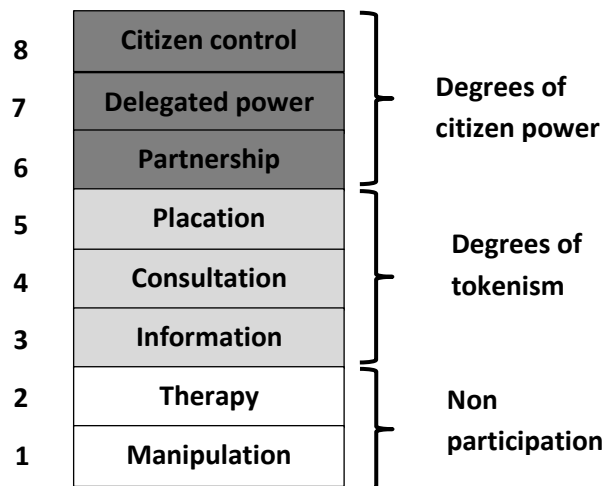 8 Citizen control
7 Delegated power
6 Partnership
Degrees of
citizen power
5 Placation
4 Consultation
3 Information
Degrees of
tokenism
2 Therapy
1 Manipulation
Non
participation